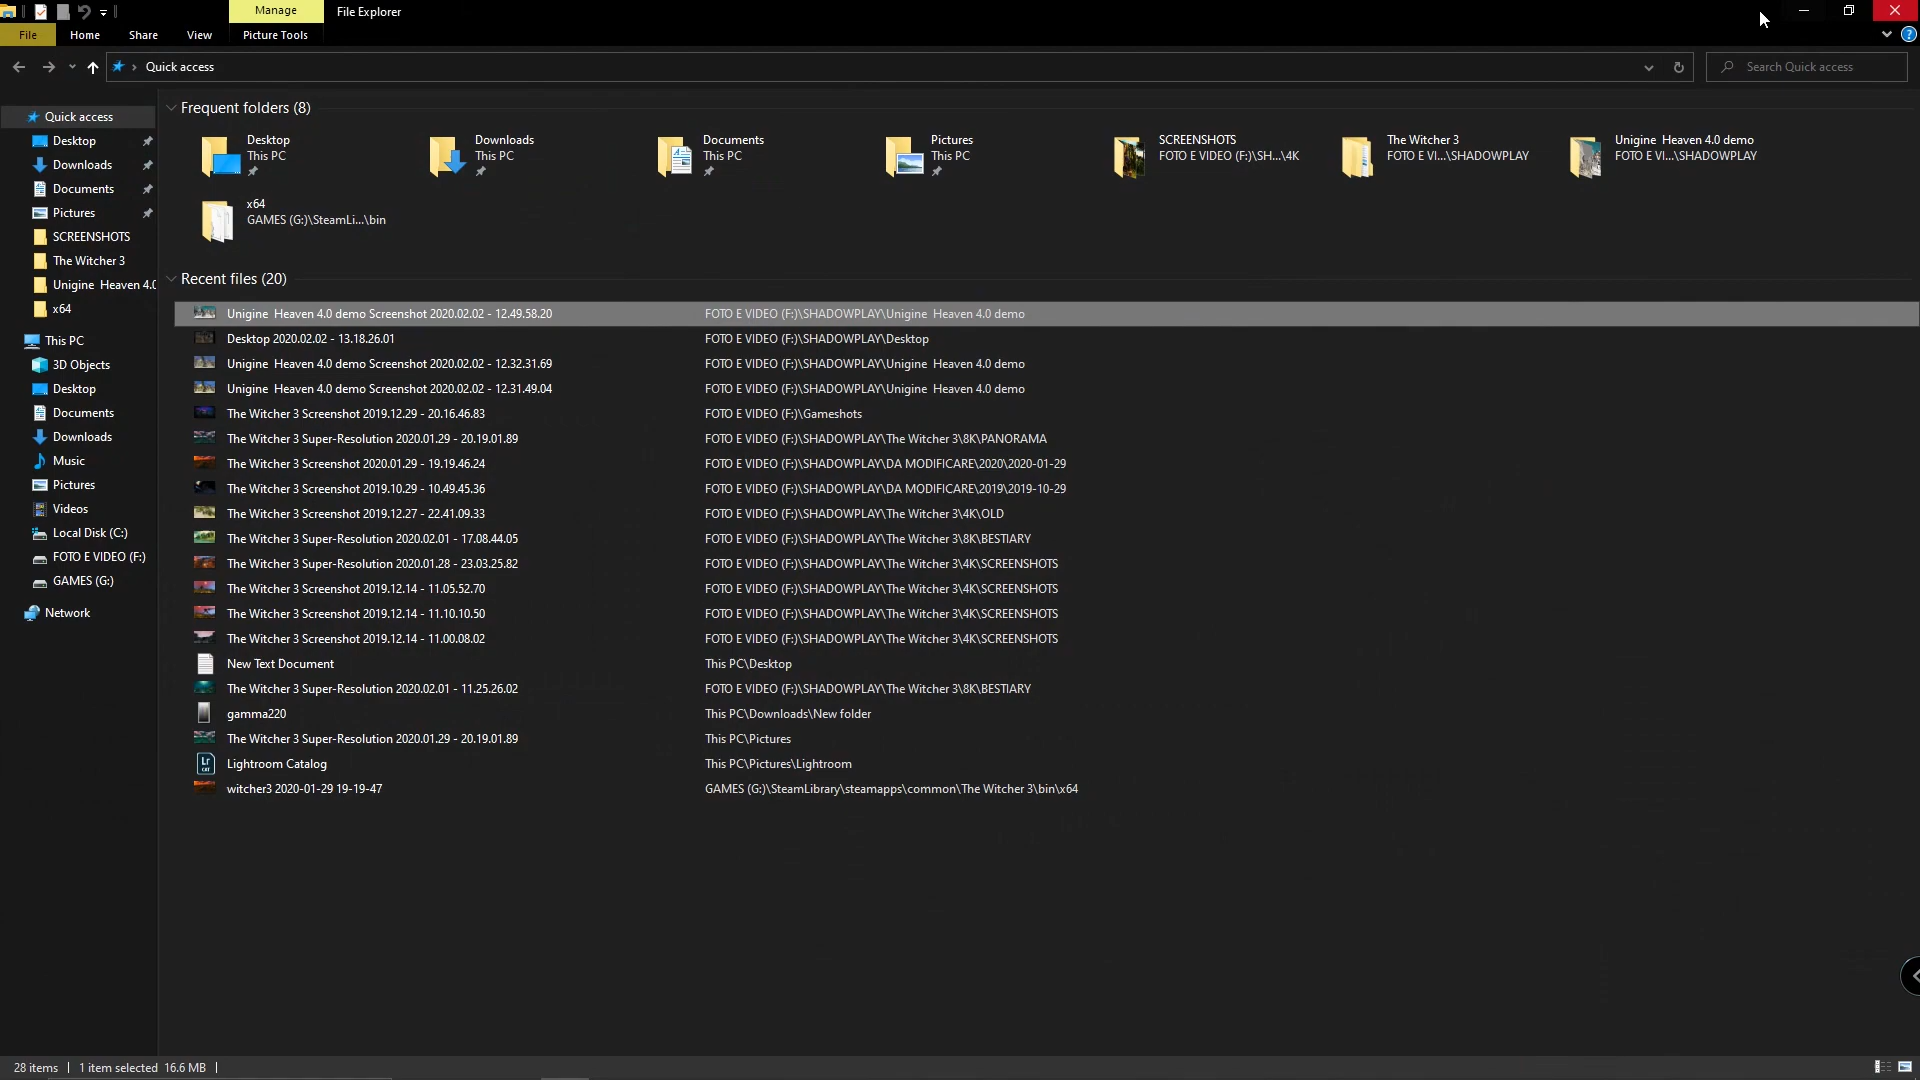 Manage
File Explorer
File
Home
Share
View
Picture Tools
Quick access
Search Quick access
Quick access
Desktop
Downloads
Documents
Pictures
SCREENSHOTS
The Witcher 3
Unigine  Heaven 4.0
x64
This PC
3D Objects
Desktop
Documents
Downloads
Music
Pictures
Videos
Local Disk (C:)
FOTO E VIDEO (F:)
GAMES (G:)
Network
Frequent folders (8)
Desktop
This PC
Downloads
This PC
Documents
This PC
Pictures
This PC
SCREENSHOTS
FOTO E VIDEO (F:)\SH...\4K
The Witcher 3
FOTO E VI...\SHADOWPLAY
Unigine  Heaven 4.0 demo
FOTO E VI...\SHADOWPLAY
x64
GAMES (G:)\SteamLi...\bin
Recent files (20)
Unigine  Heaven 4.0 demo Screenshot 2020.02.02 - 12.49.58.20 FOTO E VIDEO (F:)\SHADOWPLAY\Unigine  Heaven 4.0 demo
Desktop 2020.02.02 - 13.18.26.01 FOTO E VIDEO (F:)\SHADOWPLAY\Desktop
Unigine  Heaven 4.0 demo Screenshot 2020.02.02 - 12.32.31.69 FOTO E VIDEO (F:)\SHADOWPLAY\Unigine  Heaven 4.0 demo
Unigine  Heaven 4.0 demo Screenshot 2020.02.02 - 12.31.49.04 FOTO E VIDEO (F:)\SHADOWPLAY\Unigine  Heaven 4.0 demo
The Witcher 3 Screenshot 2019.12.29 - 20.16.46.83 FOTO E VIDEO (F:)\Gameshots
The Witcher 3 Super-Resolution 2020.01.29 - 20.19.01.89 FOTO E VIDEO (F:)\SHADOWPLAY\The Witcher 3\8K\PANORAMA
The Witcher 3 Screenshot 2020.01.29 - 19.19.46.24 FOTO E VIDEO (F:)\SHADOWPLAY\DA MODIFICARE\2020\2020-01-29
The Witcher 3 Screenshot 2019.10.29 - 10.49.45.36 FOTO E VIDEO (F:)\SHADOWPLAY\DA MODIFICARE\2019\2019-10-29
The Witcher 3 Screenshot 2019.12.27 - 22.41.09.33 FOTO E VIDEO (F:)\SHADOWPLAY\The Witcher 3\4K\OLD
The Witcher 3 Super-Resolution 2020.02.01 - 17.08.44.05 FOTO E VIDEO (F:)\SHADOWPLAY\The Witcher 3\8K\BESTIARY
The Witcher 3 Super-Resolution 2020.01.28 - 23.03.25.82 FOTO E VIDEO (F:)\SHADOWPLAY\The Witcher 3\4K\SCREENSHOTS
The Witcher 3 Screenshot 2019.12.14 - 11.05.52.70 FOTO E VIDEO (F:)\SHADOWPLAY\The Witcher 3\4K\SCREENSHOTS
The Witcher 3 Screenshot 2019.12.14 - 11.10.10.50 FOTO E VIDEO (F:)\SHADOWPLAY\The Witcher 3\4K\SCREENSHOTS
The Witcher 3 Screenshot 2019.12.14 - 11.00.08.02 FOTO E VIDEO (F:)\SHADOWPLAY\The Witcher 3\4K\SCREENSHOTS
New Text Document This PC\Desktop
The Witcher 3 Super-Resolution 2020.02.01 - 11.25.26.02 FOTO E VIDEO (F:)\SHADOWPLAY\The Witcher 3\8K\BESTIARY
gamma220 This PC\Downloads\New folder
The Witcher 3 Super-Resolution 2020.01.29 - 20.19.01.89 This PC\Pictures
Lightroom Catalog This PC\Pictures\Lightroom
witcher3 2020-01-29 19-19-47 GAMES (G:)\SteamLibrary\steamapps\common\The Witcher 3\bin\x64
28 items 1 item selected 16.6 MB